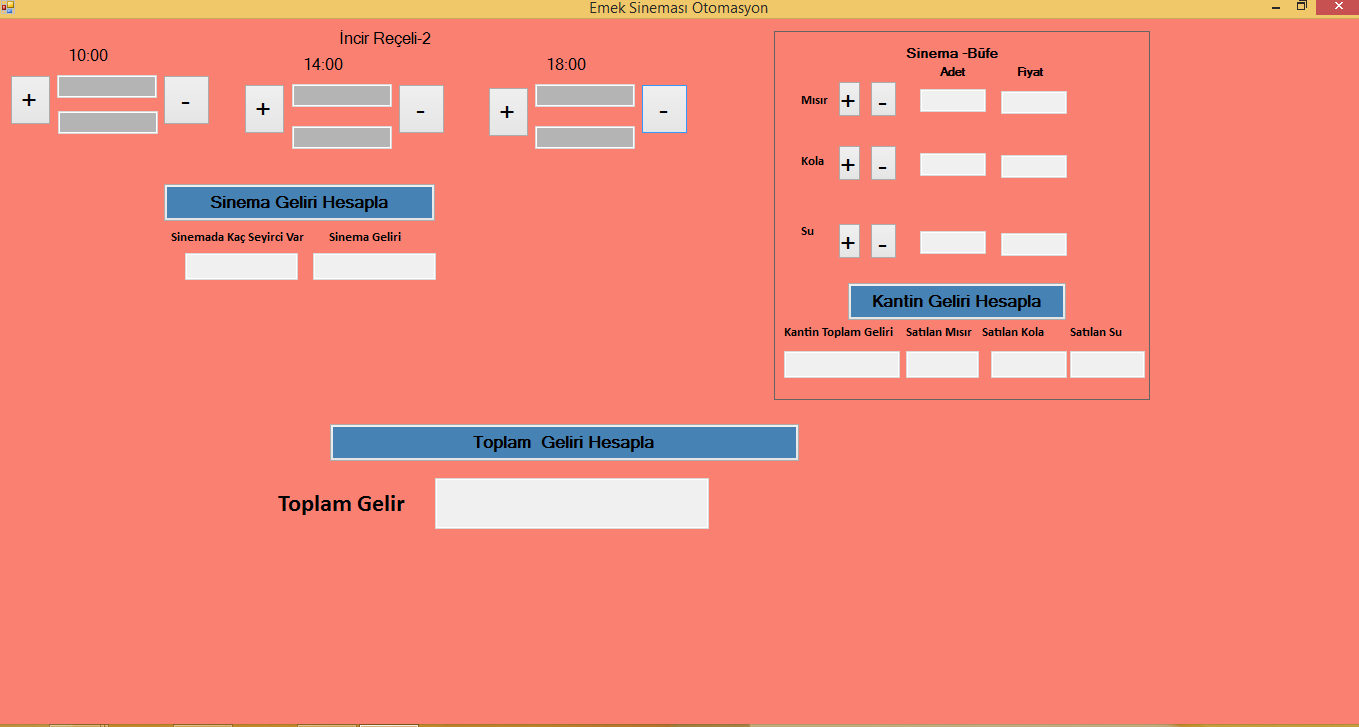 Emek Sineması Otomasyon
İncir Reçeli-2
10:00
14:00
18:00
+ -
+ -
+ -
Sinema Geliri Hesapla
Sinemada Kaç Seyirci Var Sinema Geliri
Sinema -Büfe
Adet Fiyat
Mısır + -
Kola + -
Su + -
Kantin Geliri Hesapla
Kantin Toplam Geliri Satılan Mısır Satılan Kola Satılan Su
Toplam Geliri Hesapla
Toplam Gelir